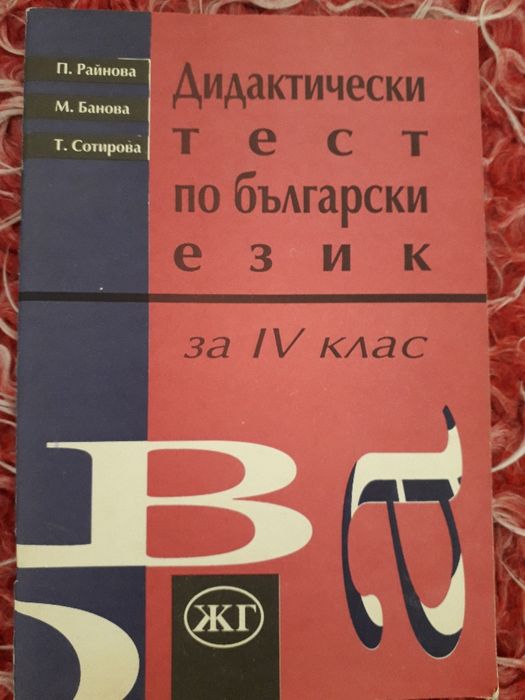 П. Райнова
М. Банова
Т. Сотирова
Дидактически
тест
по български
език
за IV клас
В
а
ЖГ